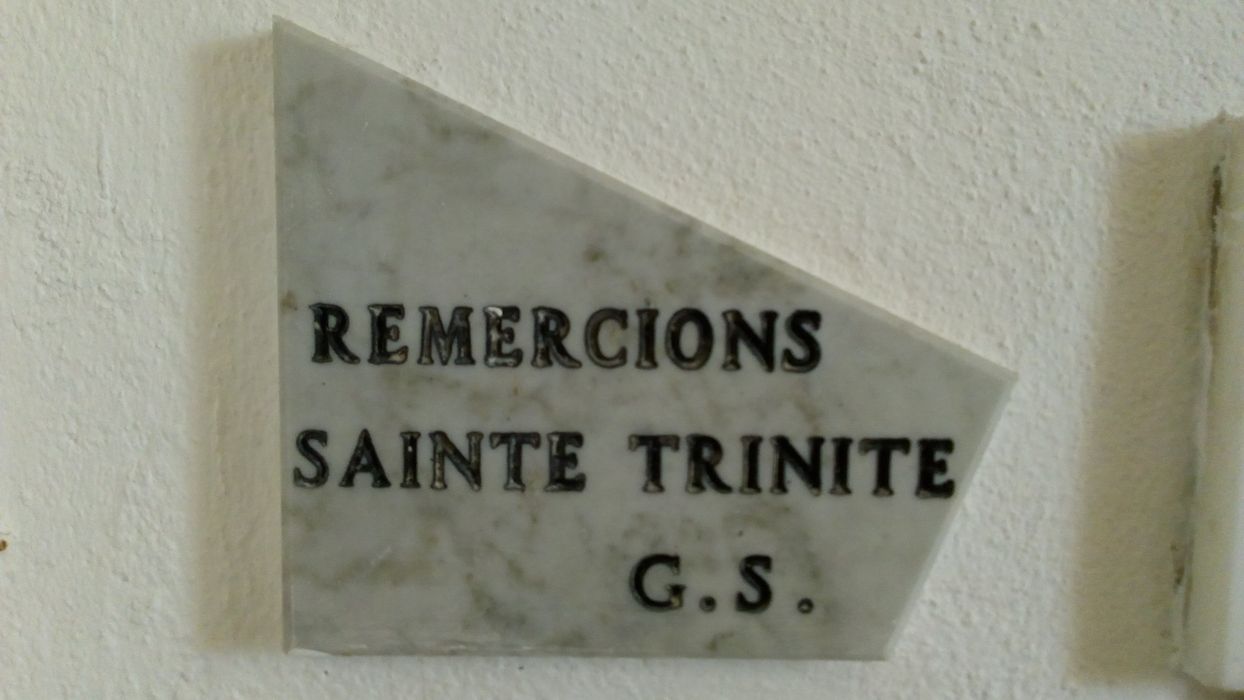 REMERCIONS
SAINTE TRINITE
G.S.